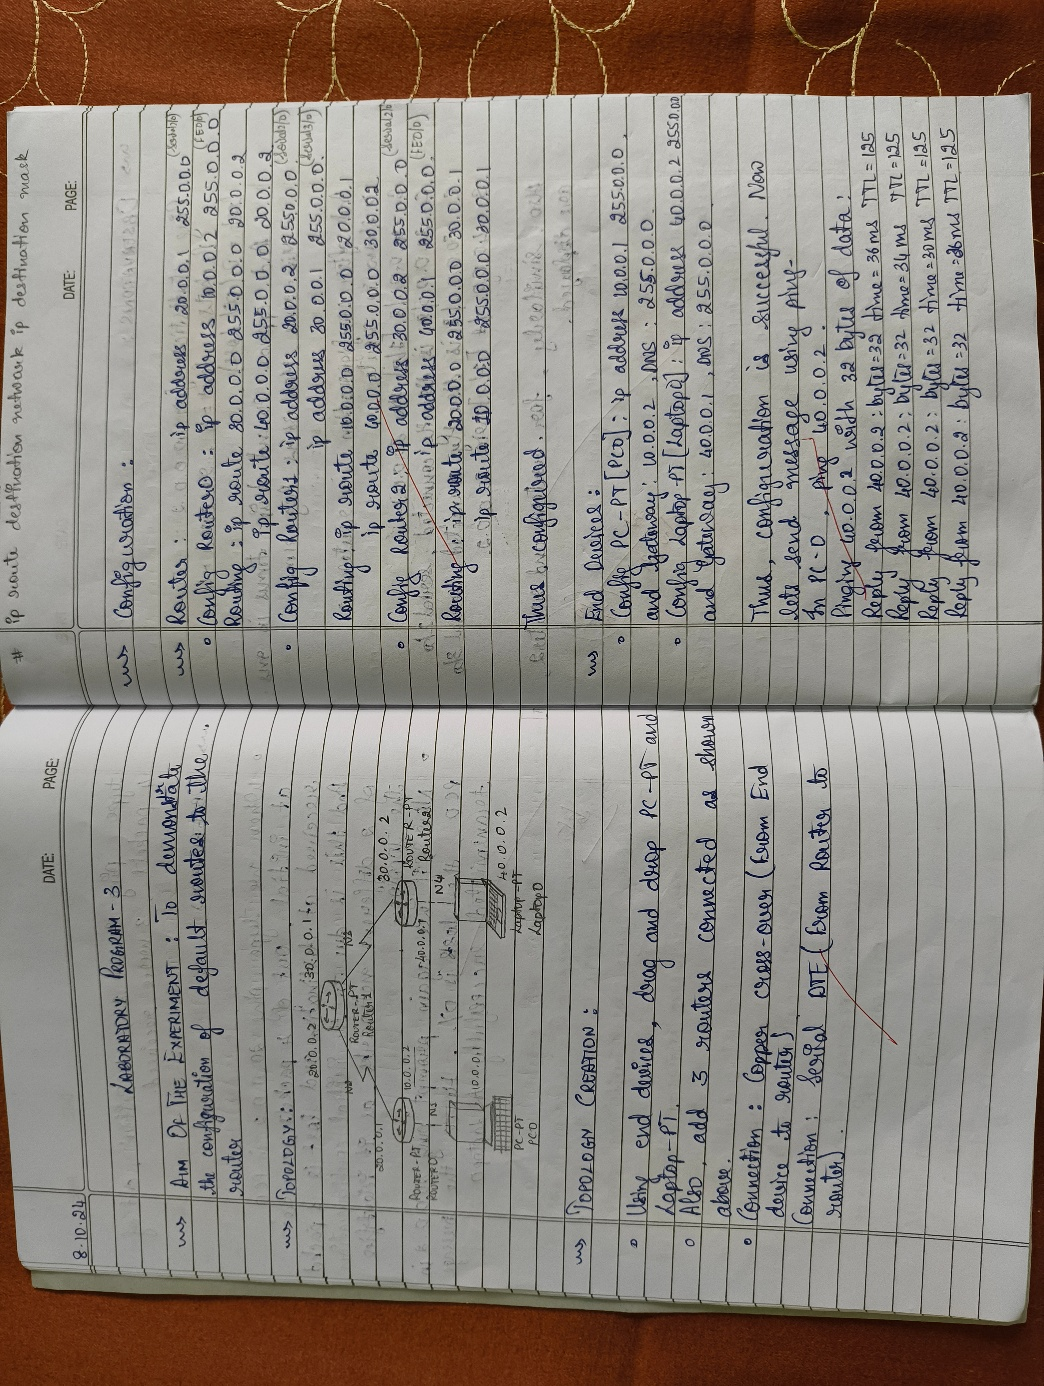 8.10.24
DATE: PAGE:
LABORATORY PROGRAM - 3
AIM OF THE EXPERIMENT : To demonstrate
the configuration of default routes to the
router
TOPOLOGY :
20.0.0.2 30.0.0.1
N2 N3
ROUTER-PT
Router1
20.0.0.1 30.0.0.2
10.0.0.2
ROUTER-PT
ROUTER0
40.0.0.1
ROUTER-PT
Router2
N1 N4
10.0.0.1
40.0.0.2
PC-PT
PC0
Laptop-PT
Laptop0
TOPOLOGY CREATION :
Using end devices, drag and drop PC-PT and
Laptop-PT.
Also, add 3 routers connected as shown
above.
Connection : Copper cross-over (from End
device to router)
Connection : Serial DTE (from Router to
router).
# ip route destination network ip destination mask
DATE: PAGE:
Configuration :
Router :
Config Router0 : ip address 20.0.0.1 255.0.0.0 (serial2/0)
ip address 10.0.0.2 255.0.0.0 (FE0/0)
Routing : ip route 30.0.0.0 255.0.0.0 20.0.0.2
ip route 40.0.0.0 255.0.0.0 20.0.0.2
Config Router1 : ip address 20.0.0.2 255.0.0.0 (serial2/0)
ip address 30.0.0.1 255.0.0.0 (serial3/0)
Routing : ip route 10.0.0.0 255.0.0.0 20.0.0.1
ip route 40.0.0.0 255.0.0.0 30.0.0.2
Config Router2 : ip address 30.0.0.2 255.0.0.0 (serial2/0)
ip address 40.0.0.1 255.0.0.0 (FE0/0)
Routing : ip route 20.0.0.0 255.0.0.0 30.0.0.1
ip route 10.0.0.0 255.0.0.0 30.0.0.1
Thus, configured.
End Devices :
Config PC-PT [PC0] : ip address 10.0.0.1 255.0.0.0.
and Gateway : 10.0.0.2, DNS : 255.0.0.0
Config Laptop-PT [Laptop0] : ip address 40.0.0.2 255.0.0.0
and Gateway : 40.0.0.1, DNS : 255.0.0.0
Thus, configuration is successful. Now
lets send message using ping-
In PC-0, ping 40.0.0.2.
Pinging 40.0.0.2 with 32 bytes of data:
Reply from 40.0.0.2 : bytes=32 time=36ms TTL=125
Reply from 40.0.0.2 : bytes=32 time=34ms TTL=125
Reply from 40.0.0.2 : bytes=32 time=30ms TTL=125
Reply from 40.0.0.2 : bytes=32 time=26ms TTL=125